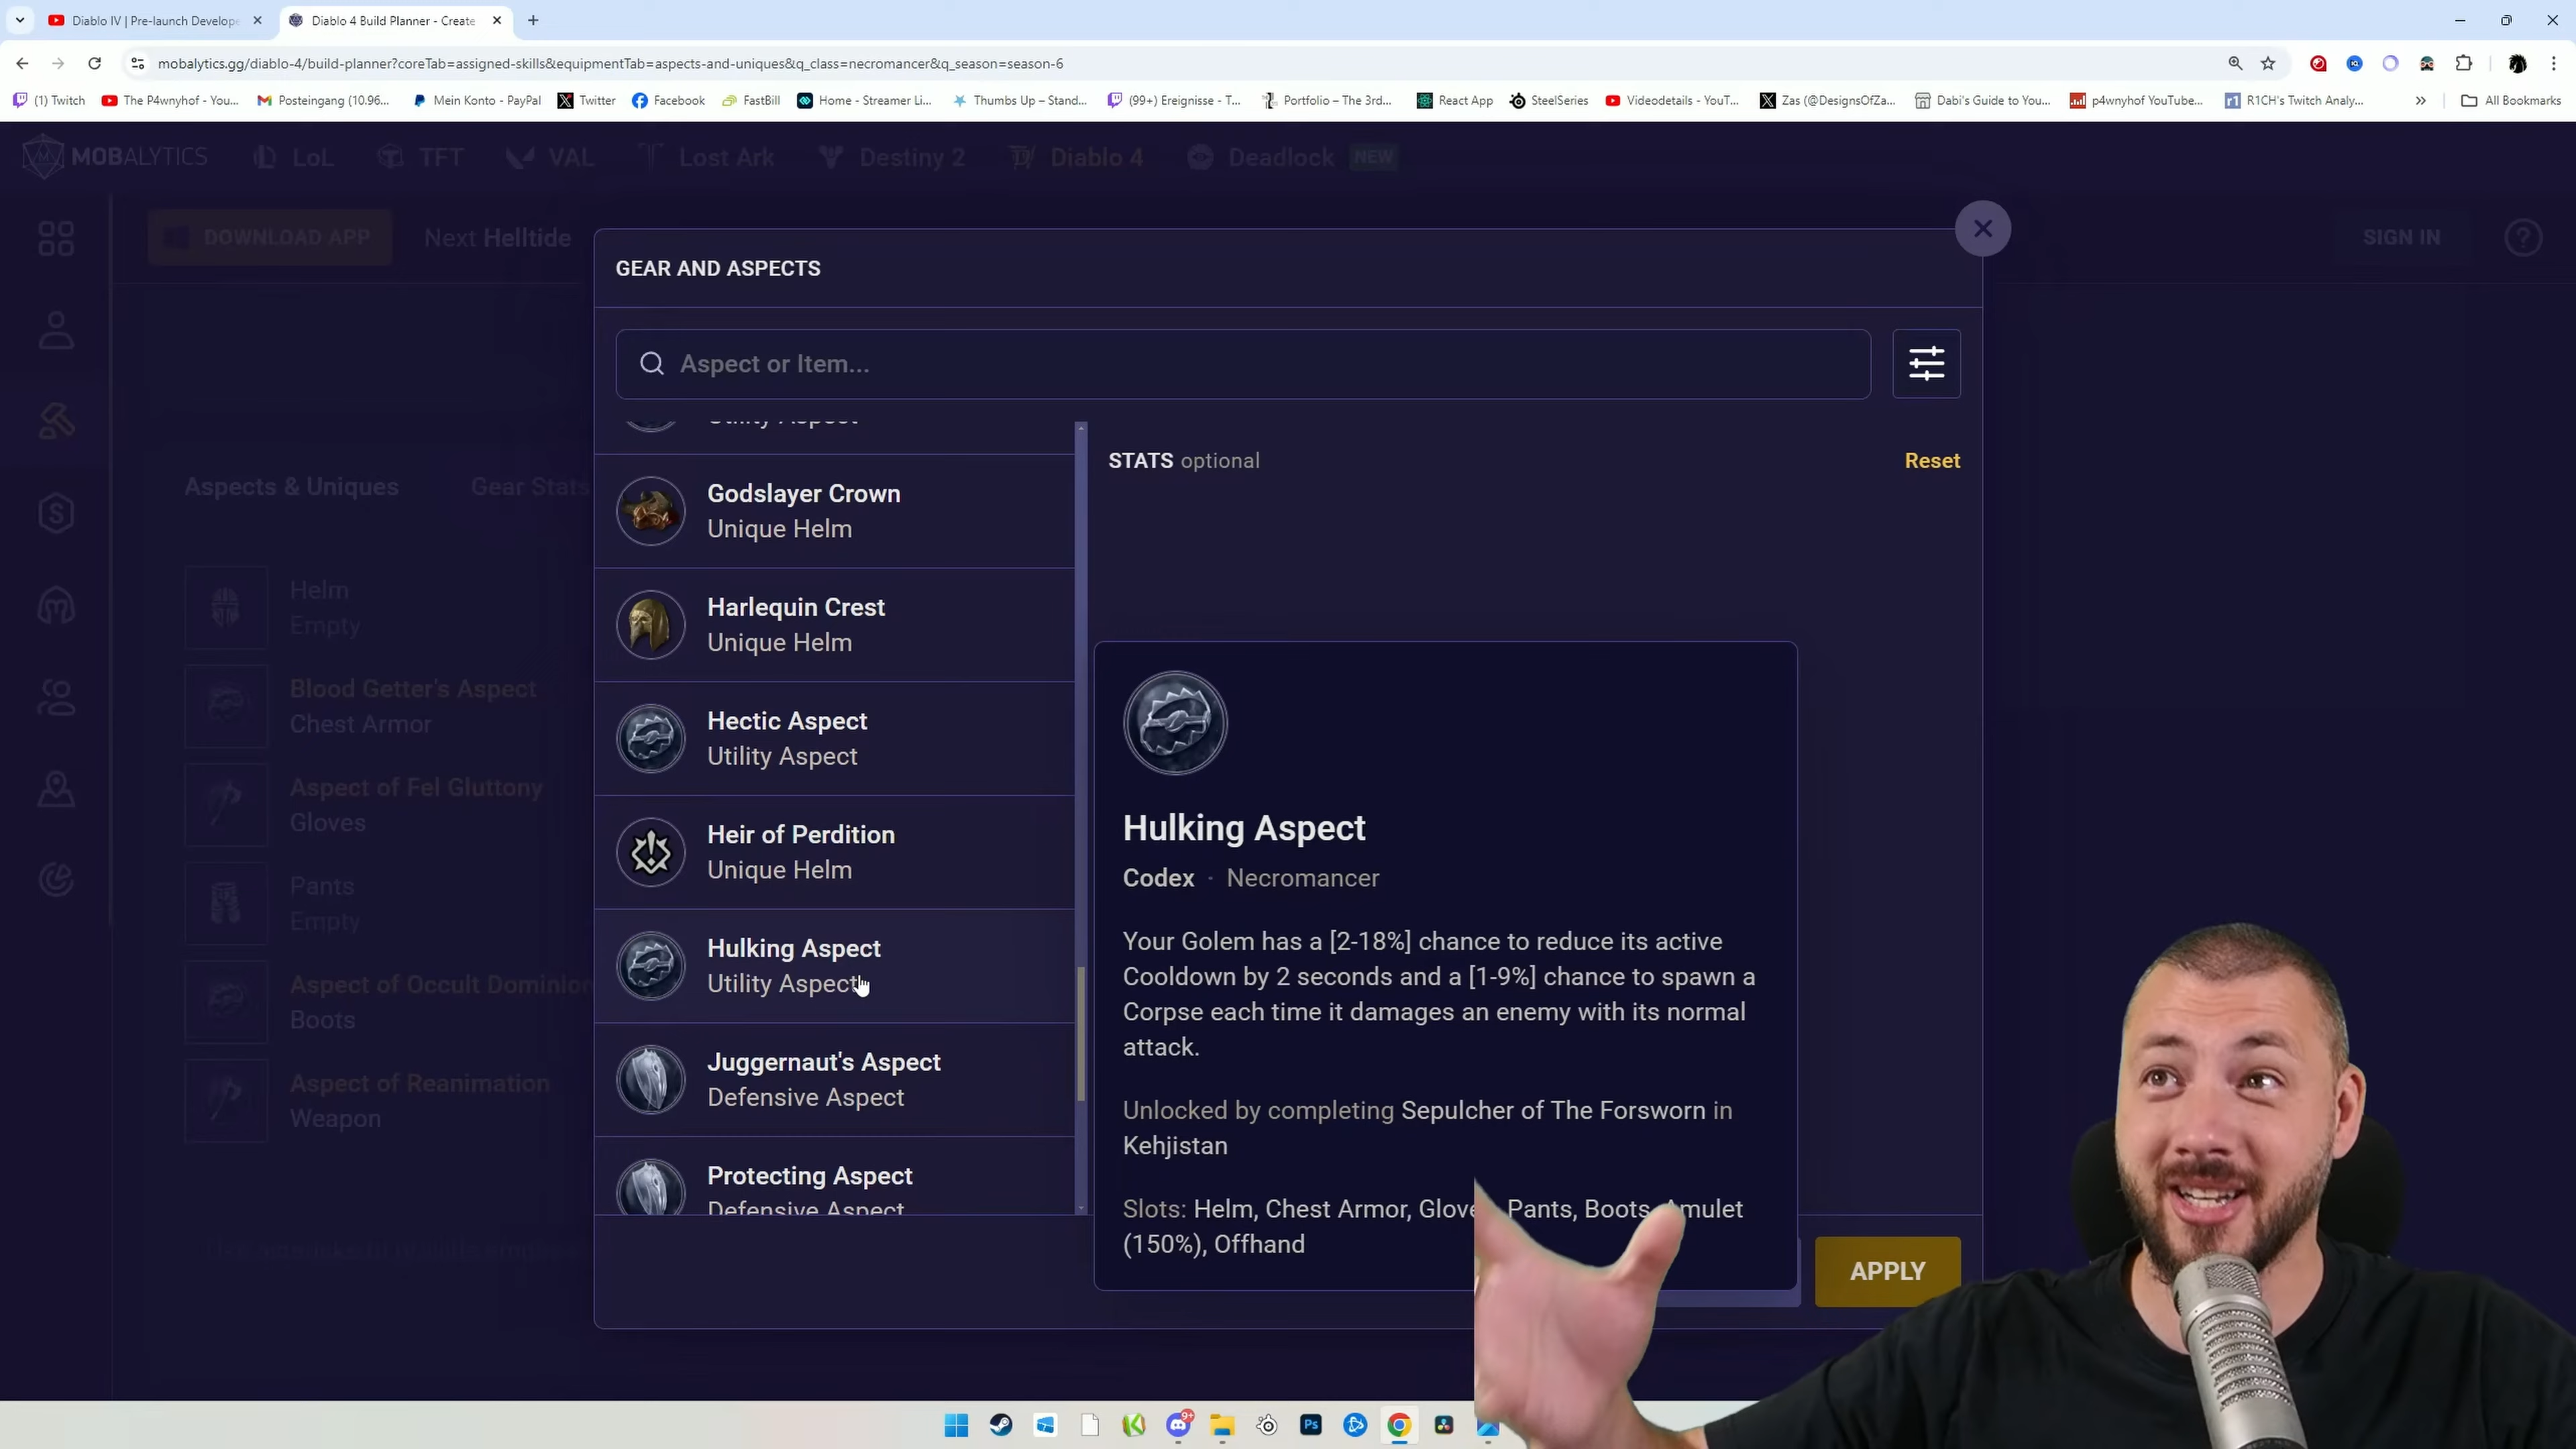 Diablo IV | Pre-launch Develope
Diablo 4 Build Planner - Create
mobalytics.gg/diablo-4/build-planner?coreTab=assigned-skills&equipmentTab=aspects-and-uniques&q_class=necromancer&q_season=season-6
(1) Twitch
The P4wnyhof - You...
Posteingang (10.96...
Mein Konto - PayPal
Twitter
Facebook
FastBill
Home - Streamer Li...
Thumbs Up – Stand...
(99+) Ereignisse - T...
Portfolio – The 3rd...
React App
SteelSeries
Videodetails - YouT...
Zas (@DesignsOfZa...
Dabi's Guide to You...
p4wnyhof YouTube...
R1CH's Twitch Analy...
All Bookmarks
MOBALYTICS
LoL
TFT
VAL
Lost Ark
Destiny 2
Diablo 4
Deadlock
NEW
DOWNLOAD APP
Next Helltide
SIGN IN
GEAR AND ASPECTS
Aspect or Item...
Aspects & Uniques
Gear Stats
Helm
Empty
Blood Getter's Aspect
Chest Armor
Aspect of Fel Gluttony
Gloves
Pants
Empty
Aspect of Occult Dominion
Boots
Aspect of Reanimation
Weapon
Utility Aspect
Godslayer Crown
Unique Helm
Harlequin Crest
Unique Helm
Hectic Aspect
Utility Aspect
Heir of Perdition
Unique Helm
Hulking Aspect
Utility Aspect
Juggernaut's Aspect
Defensive Aspect
Protecting Aspect
Defensive Aspect
STATS optional
Reset
Hulking Aspect
Codex · Necromancer
Your Golem has a [2-18%] chance to reduce its active
Cooldown by 2 seconds and a [1-9%] chance to spawn a
Corpse each time it damages an enemy with its normal
attack.
Unlocked by completing Sepulcher of The Forsworn in
Kehjistan
Slots: Helm, Chest Armor, Glove Pants, Boots, Amulet
(150%), Offhand
APPLY
9+
Ps